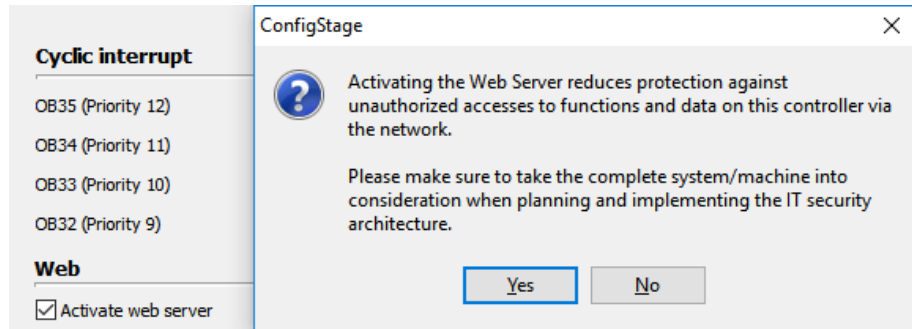 Cyclic interrupt
OB35 (Priority 12)
OB34 (Priority 11)
OB33 (Priority 10)
OB32 (Priority 9)
Web
Activate web server
ConfigStage
Activating the Web Server reduces protection against
unauthorized accesses to functions and data on this controller via
the network.
Please make sure to take the complete system/machine into
consideration when planning and implementing the IT security
architecture.
Yes
No